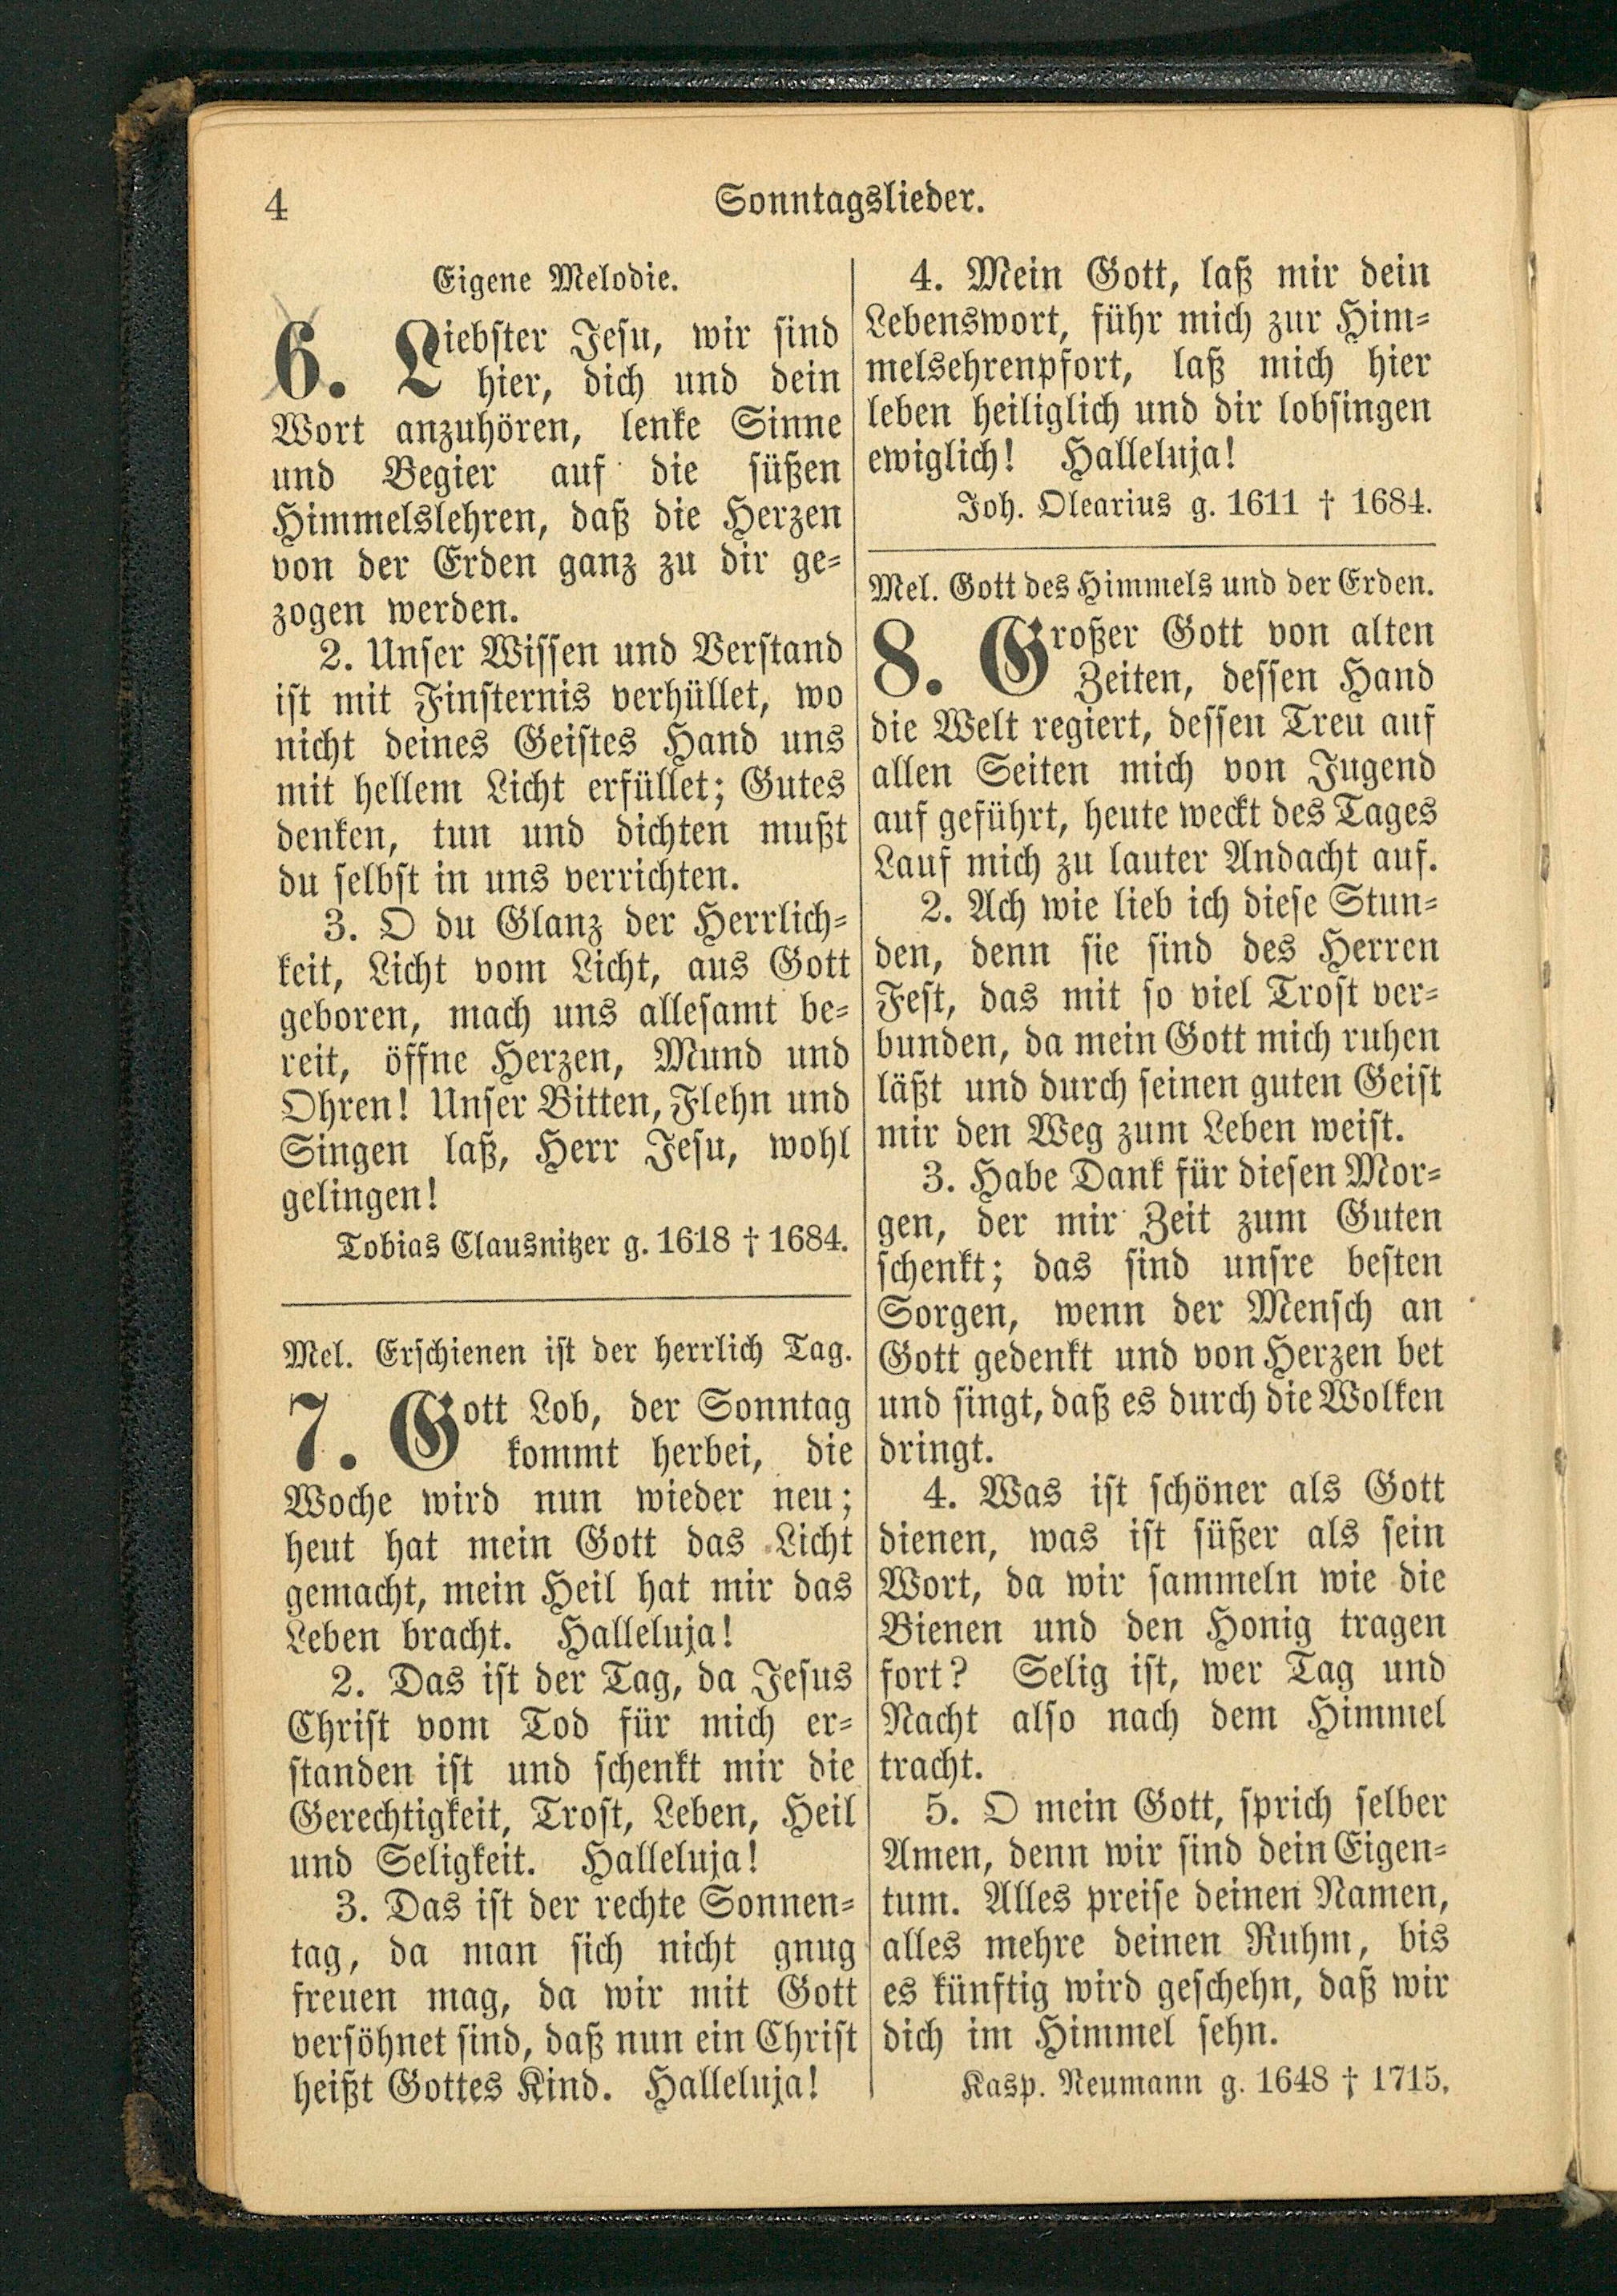 4
Sonntagslieder.
Eigene Melodie.
6. Liebster Jesu, wir sind
hier, dich und dein
Wort anzuhören, lenke Sinne
und Begier auf die süßen
Himmelslehren, daß die Herzen
von der Erden ganz zu dir ge-
zogen werden.
2. Unser Wissen und Verstand
ist mit Finsternis verhüllet, wo
nicht deines Geistes Hand uns
mit hellem Licht erfüllet; Gutes
denken, tun und dichten mußt
du selbst in uns verrichten.
3. O du Glanz der Herrlich-
keit, Licht vom Licht, aus Gott
geboren, mach uns allesamt be-
reit, öffne Herzen, Mund und
Ohren! Unser Bitten, Flehn und
Singen laß, Herr Jesu, wohl
gelingen!
Tobias Clausnitzer g. 1618 † 1684.
Mel. Erschienen ist der herrlich Tag.
7. Gott Lob, der Sonntag
kommt herbei, die
Woche wird nun wieder neu;
heut hat mein Gott das Licht
gemacht, mein Heil hat mir das
Leben bracht. Halleluja!
2. Das ist der Tag, da Jesus
Christ vom Tod für mich er-
standen ist und schenkt mir die
Gerechtigkeit, Trost, Leben, Heil
und Seligkeit. Halleluja!
3. Das ist der rechte Sonnen-
tag, da man sich nicht gnug
freuen mag, da wir mit Gott
versöhnet sind, daß nun ein Christ
heißt Gottes Kind. Halleluja!
4. Mein Gott, laß mir dein
Lebenswort, führ mich zur Him-
melsehrenpfort, laß mich hier
leben heiliglich und dir lobsingen
ewiglich! Halleluja!
Joh. Olearius g. 1611 † 1684.
Mel. Gott des Himmels und der Erden.
8. Großer Gott von alten
Zeiten, dessen Hand
die Welt regiert, dessen Treu auf
allen Seiten mich von Jugend
auf geführt, heute weckt des Tages
Lauf mich zu lauter Andacht auf.
2. Ach wie lieb ich diese Stun-
den, denn sie sind des Herren
Fest, das mit so viel Trost ver-
bunden, da mein Gott mich ruhen
läßt und durch seinen guten Geist
mir den Weg zum Leben weist.
3. Habe Dank für diesen Mor-
gen, der mir Zeit zum Guten
schenkt; das sind unsre besten
Sorgen, wenn der Mensch an
Gott gedenkt und von Herzen bet
und singt, daß es durch die Wolken
dringt.
4. Was ist schöner als Gott
dienen, was ist süßer als sein
Wort, da wir sammeln wie die
Bienen und den Honig tragen
fort? Selig ist, wer Tag und
Nacht also nach dem Himmel
tracht.
5. O mein Gott, sprich selber
Amen, denn wir sind dein Eigen-
tum. Alles preise deinen Namen,
alles mehre deinen Ruhm, bis
es künftig wird geschehn, daß wir
dich im Himmel sehn.
Kasp. Neumann g. 1648 † 1715.